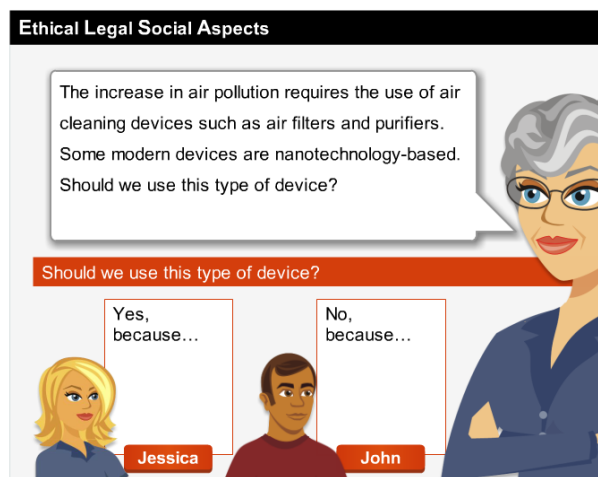 Ethical Legal Social Aspects
The increase in air pollution requires the use of air
cleaning devices such as air filters and purifiers.
Some modern devices are nanotechnology-based.
Should we use this type of device?
Should we use this type of device?
Yes,
because…
No,
because…
Jessica
John